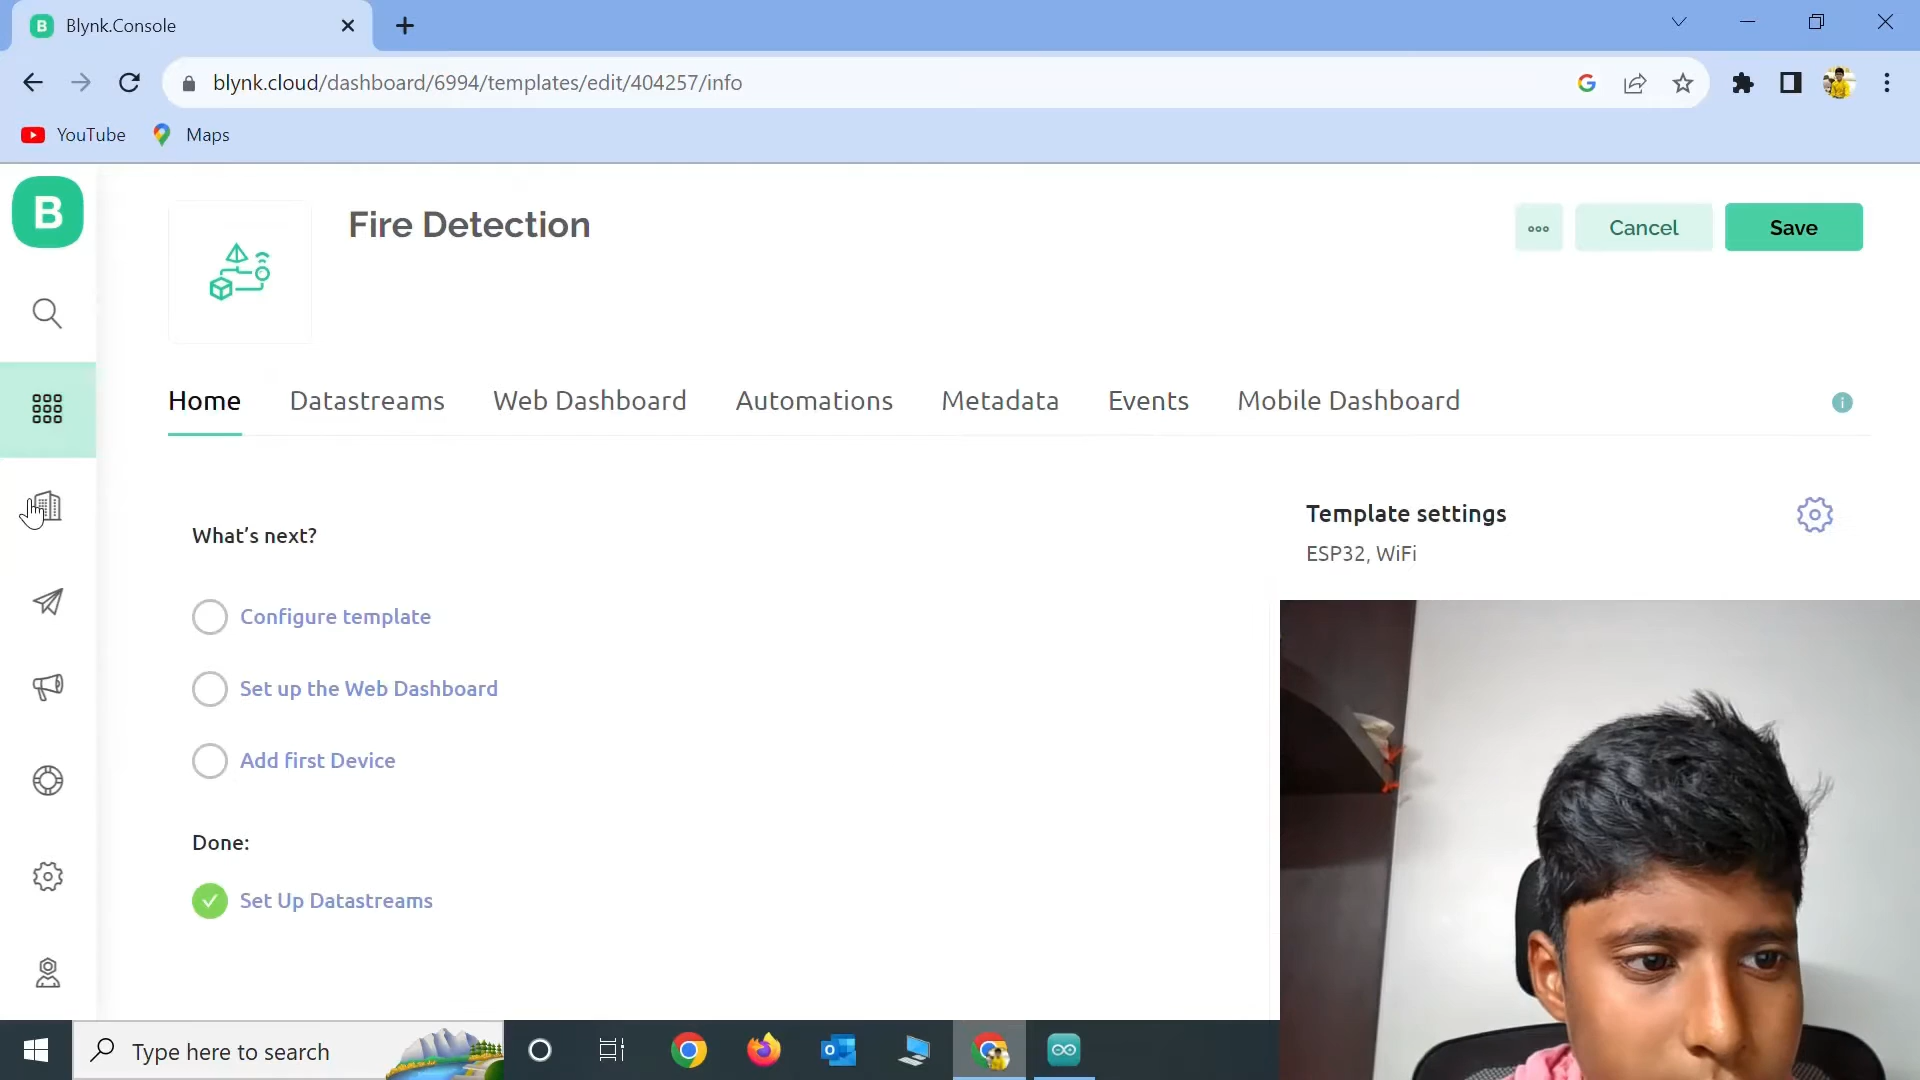 B Blynk.Console
blynk.cloud/dashboard/6994/templates/edit/404257/info
YouTube Maps
B
Fire Detection
Cancel Save
Home Datastreams Web Dashboard Automations Metadata Events Mobile Dashboard
What's next?
Template settings
ESP32, WiFi
Configure template
Set up the Web Dashboard
Add first Device
Done:
Set Up Datastreams
Type here to search